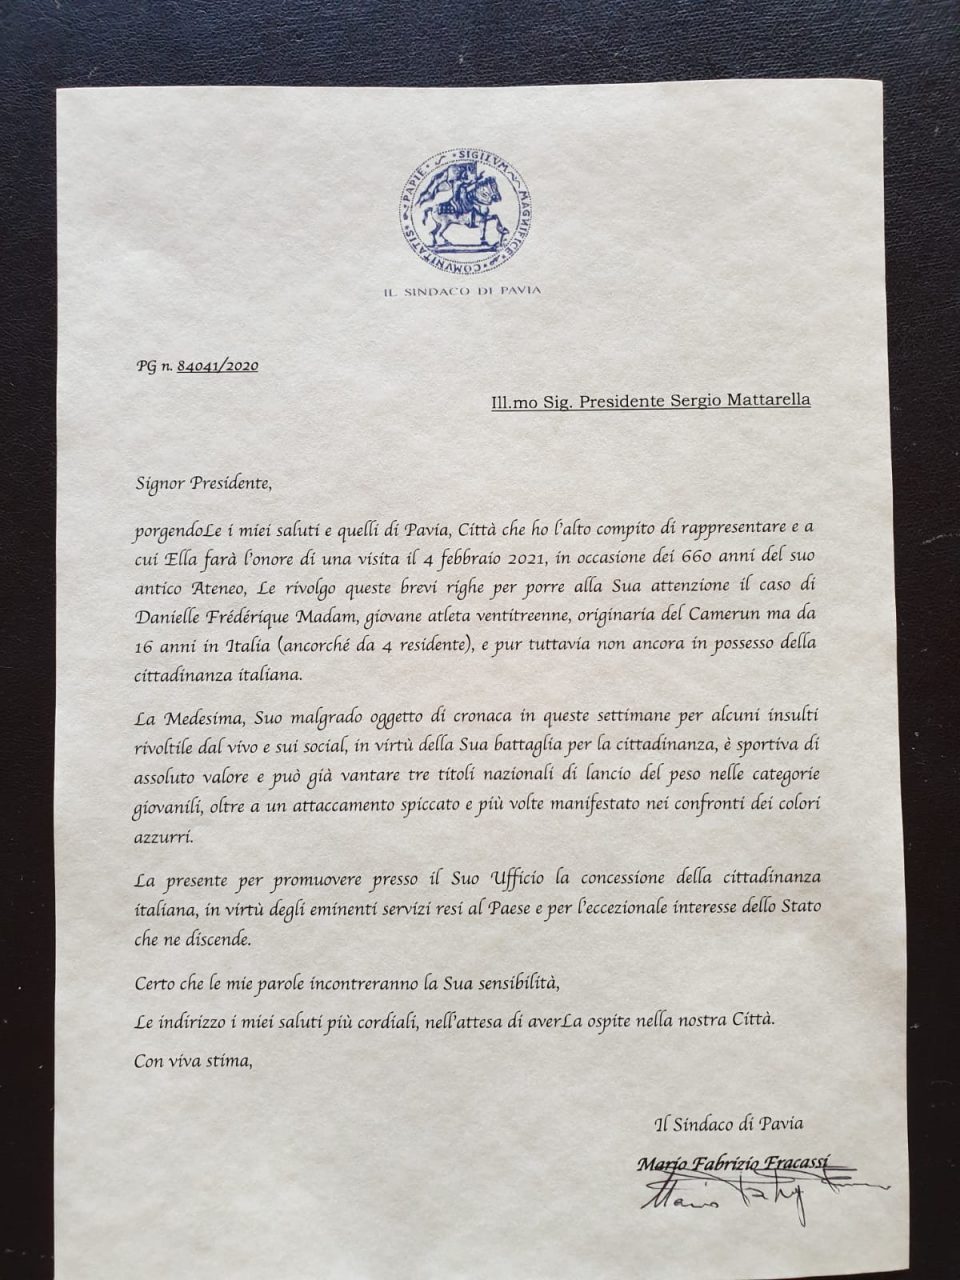 SIGILVM MAGNIFICE COMVNITATIS PAPIE
IL SINDACO DI PAVIA
PG n. 84041/2020
Ill.mo Sig. Presidente Sergio Mattarella
Signor Presidente,
porgendoLe i miei saluti e quelli di Pavia, Città che ho l'alto compito di rappresentare e a
cui Ella farà l'onore di una visita il 4 febbraio 2021, in occasione dei 660 anni del suo
antico Ateneo, Le rivolgo queste brevi righe per porre alla Sua attenzione il caso di
Danielle Frédérique Madam, giovane atleta ventitreenne, originaria del Camerun ma da
16 anni in Italia (ancorché da 4 residente), e pur tuttavia non ancora in possesso della
cittadinanza italiana.
La Medesima, Suo malgrado oggetto di cronaca in queste settimane per alcuni insulti
rivoltile dal vivo e sui social, in virtù della Sua battaglia per la cittadinanza, è sportiva di
assoluto valore e può già vantare tre titoli nazionali di lancio del peso nelle categorie
giovanili, oltre a un attaccamento spiccato e più volte manifestato nei confronti dei colori
azzurri.
La presente per promuovere presso il Suo Ufficio la concessione della cittadinanza
italiana, in virtù degli eminenti servizi resi al Paese e per l'eccezionale interesse dello Stato
che ne discende.
Certo che le mie parole incontreranno la Sua sensibilità,
Le indirizzo i miei saluti più cordiali, nell'attesa di averLa ospite nella nostra Città.
Con viva stima,
Il Sindaco di Pavia
Mario Fabrizio Fracassi
Mario